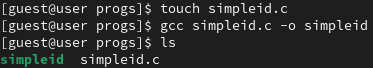 [guest@user progs]$ touch simpleid.c
[guest@user progs]$ gcc simpleid.c -o simpleid
[guest@user progs]$ ls
simpleid  simpleid.c